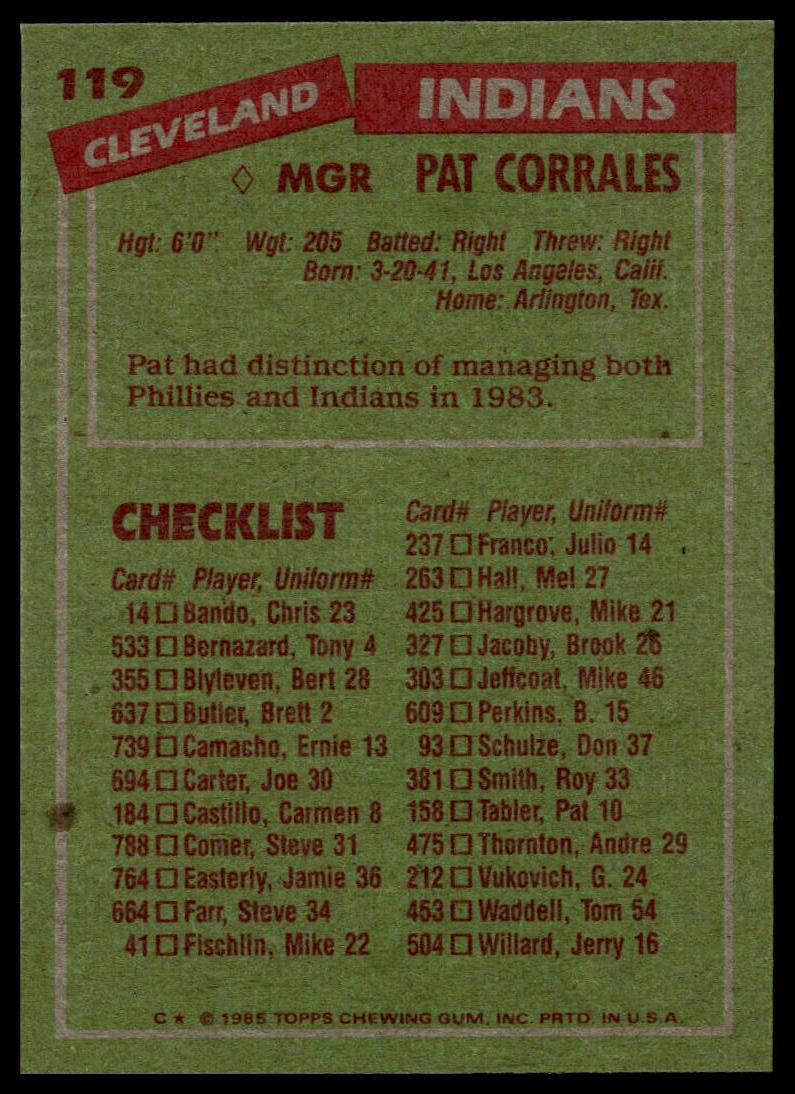 119
CLEVELAND INDIANS
◊ MGR PAT CORRALES
Hgt: 6'0" Wgt: 205 Batted: Right Threw: Right
Born: 3-20-41, Los Angeles, Calif.
Home: Arlington, Tex.
Pat had distinction of managing both
Phillies and Indians in 1983.
CHECKLIST
Card# Player, Uniform#
14 □ Bando, Chris 23
533 □ Bernazard, Tony 4
355 □ Blyleven, Bert 28
637 □ Butler, Brett 2
739 □ Camacho, Ernie 13
694 □ Carter, Joe 30
184 □ Castillo, Carmen 8
788 □ Comer, Steve 31
764 □ Easterly, Jamie 36
664 □ Farr, Steve 34
41 □ Fischlin, Mike 22
Card# Player, Uniform#
237 □ Franco, Julio 14
263 □ Hall, Mel 27
425 □ Hargrove, Mike 21
327 □ Jacoby, Brook 26
303 □ Jeffcoat, Mike 46
609 □ Perkins, B. 15
93 □ Schulze, Don 37
381 □ Smith, Roy 33
158 □ Tabler, Pat 10
475 □ Thornton, Andre 29
212 □ Vukovich, G. 24
453 □ Waddell, Tom 54
504 □ Willard, Jerry 16
C★ © 1985 TOPPS CHEWING GUM, INC. PRTD. IN U.S.A.